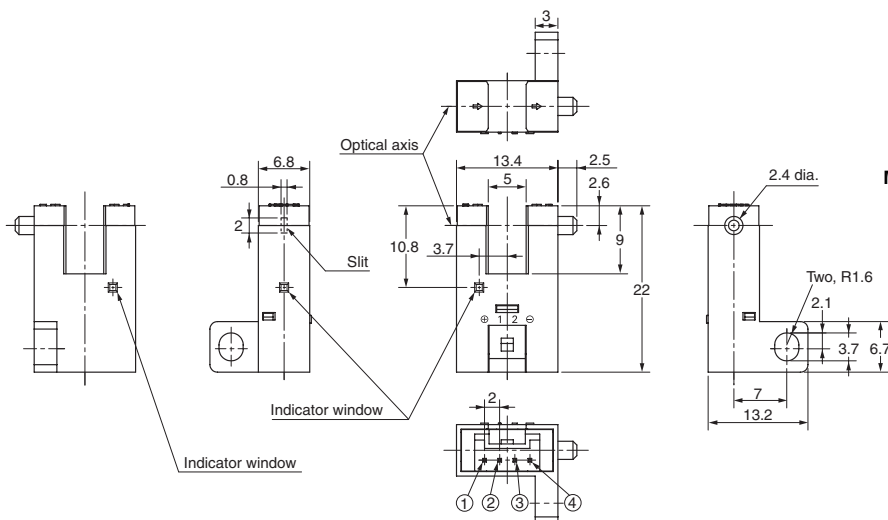 3
Optical axis
6.8
13.4
2.5
0.8
5
2.6
2.4 dia.
2
10.8
3.7
9
Slit
22
Two, R1.6
2.1
⊕ 1 2 ⊖
3.7
6.7
7
13.2
Indicator window
2
Indicator window
① ② ③ ④